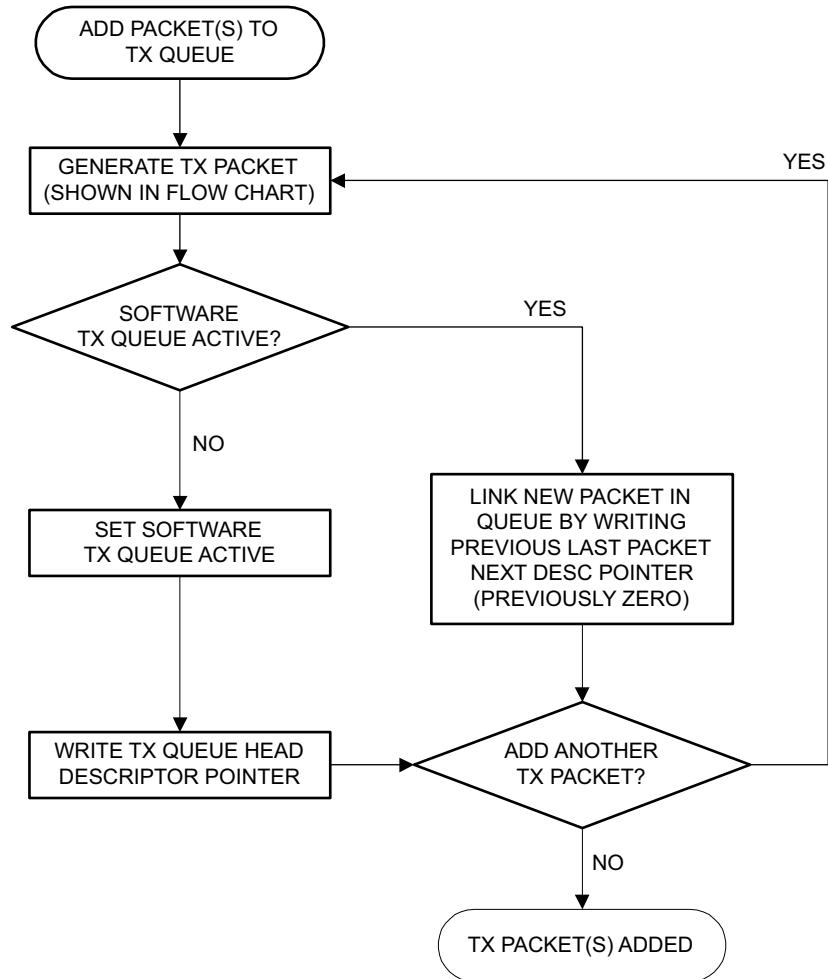 ADD PACKET(S) TO
TX QUEUE
GENERATE TX PACKET
(SHOWN IN FLOW CHART)
YES
SOFTWARE
TX QUEUE ACTIVE?
YES
NO
SET SOFTWARE
TX QUEUE ACTIVE
LINK NEW PACKET IN
QUEUE BY WRITING
PREVIOUS LAST PACKET
NEXT DESC POINTER
(PREVIOUSLY ZERO)
WRITE TX QUEUE HEAD
DESCRIPTOR POINTER
ADD ANOTHER
TX PACKET?
NO
TX PACKET(S) ADDED